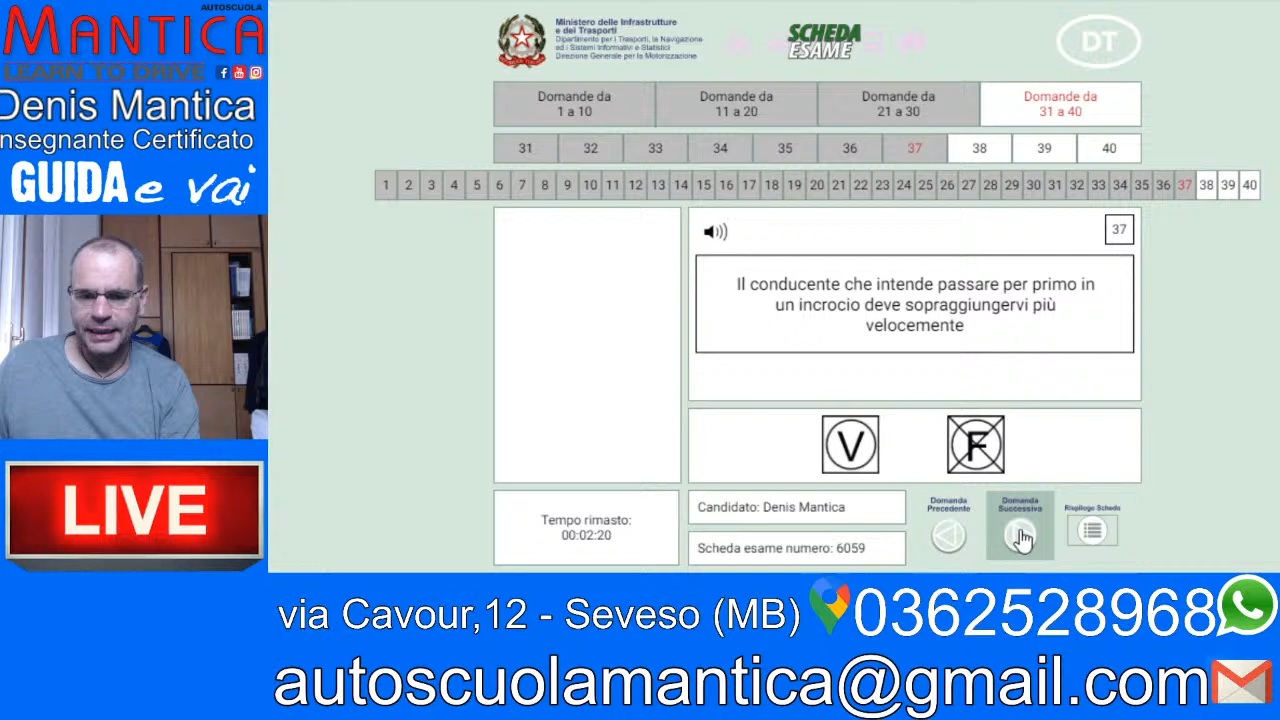 AUTOSCUOLA
MANTICA
LEARN TO DRIVE
Denis Mantica
nsegnante Certificato
GUIDA e vai
LIVE
Ministero delle Infrastrutture
e dei Trasporti
Dipartimento per i Trasporti, la Navigazione
ed i Sistemi Informativi e Statistici
Direzione Generale per la Motorizzazione
SCHEDA
ESAME
DT
Domande da
1 a 10
Domande da
11 a 20
Domande da
21 a 30
Domande da
31 a 40
31 32 33 34 35 36 37 38 39 40
1 2 3 4 5 6 7 8 9 10 11 12 13 14 15 16 17 18 19 20 21 22 23 24 25 26 27 28 29 30 31 32 33 34 35 36 37 38 39 40
37
Il conducente che intende passare per primo in
un incrocio deve sopraggiungervi più
velocemente
V F
Tempo rimasto:
00:02:20
Candidato: Denis Mantica
Scheda esame numero: 6059
Domanda
Precedente
Domanda
Successiva
Riepilogo Scheda
via Cavour,12 - Seveso (MB)
0362528968
autoscuolamantica@gmail.com